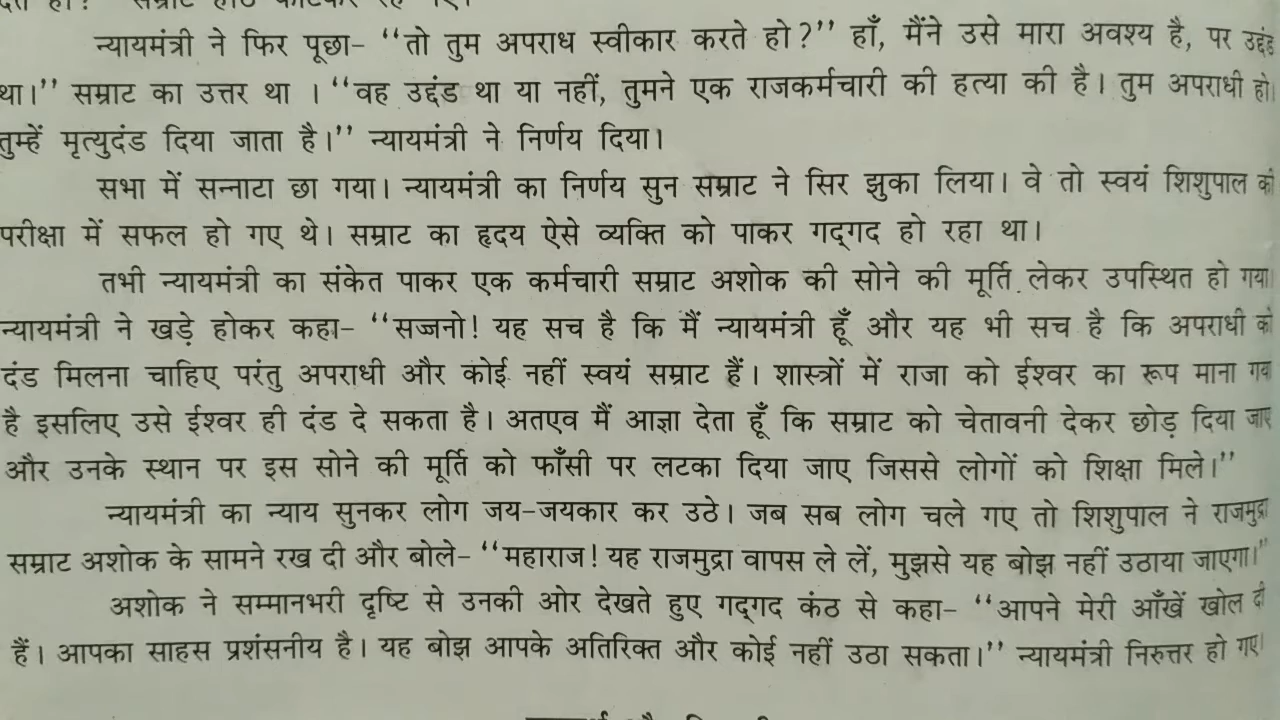 न्यायमंत्री ने फिर पूछा- “तो तुम अपराध स्वीकार करते हो?” हाँ, मैंने उसे मारा अवश्य है, पर उद्दंड
था।” सम्राट का उत्तर था । “वह उद्दंड था या नहीं, तुमने एक राजकर्मचारी की हत्या की है। तुम अपराधी हो।
तुम्हें मृत्युदंड दिया जाता है।” न्यायमंत्री ने निर्णय दिया।
सभा में सन्नाटा छा गया। न्यायमंत्री का निर्णय सुन सम्राट ने सिर झुका लिया। वे तो स्वयं शिशुपाल की
परीक्षा में सफल हो गए थे। सम्राट का हृदय ऐसे व्यक्ति को पाकर गद्‌गद हो रहा था।
तभी न्यायमंत्री का संकेत पाकर एक कर्मचारी सम्राट अशोक की सोने की मूर्ति लेकर उपस्थित हो गया।
न्यायमंत्री ने खड़े होकर कहा- “सज्जनो! यह सच है कि मैं न्यायमंत्री हूँ और यह भी सच है कि अपराधी को
दंड मिलना चाहिए परंतु अपराधी और कोई नहीं स्वयं सम्राट हैं। शास्त्रों में राजा को ईश्वर का रूप माना गया
है इसलिए उसे ईश्वर ही दंड दे सकता है। अतएव मैं आज्ञा देता हूँ कि सम्राट को चेतावनी देकर छोड़ दिया जाए
और उनके स्थान पर इस सोने की मूर्ति को फाँसी पर लटका दिया जाए जिससे लोगों को शिक्षा मिले।”
न्यायमंत्री का न्याय सुनकर लोग जय-जयकार कर उठे। जब सब लोग चले गए तो शिशुपाल ने राजमुद्रा
सम्राट अशोक के सामने रख दी और बोले- “महाराज! यह राजमुद्रा वापस ले लें, मुझसे यह बोझ नहीं उठाया जाएगा।”
अशोक ने सम्मानभरी दृष्टि से उनकी ओर देखते हुए गद्‌गद कंठ से कहा- “आपने मेरी आँखें खोल दी
हैं। आपका साहस प्रशंसनीय है। यह बोझ आपके अतिरिक्त और कोई नहीं उठा सकता।” न्यायमंत्री निरुत्तर हो गए।